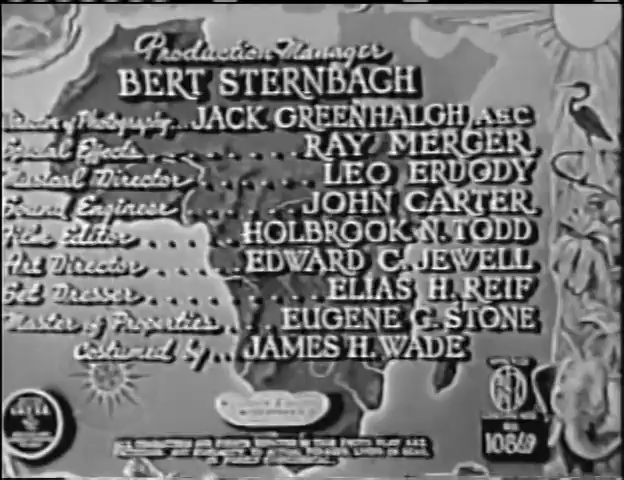 Production Manager
BERT STERNBACH
Director of Photography.. JACK GREENHALGH A.S.C
Special Effects.......... RAY MERCER
Musical Director...... LEO ERDODY
Sound Engineer..... JOHN CARTER
Film Editor..... HOLBROOK N. TODD
Art Director..... EDWARD C. JEWELL
Set Dresser........ ELIAS H. REIF
Master of Properties... EUGENE C. STONE
Costumed by.. JAMES H. WADE